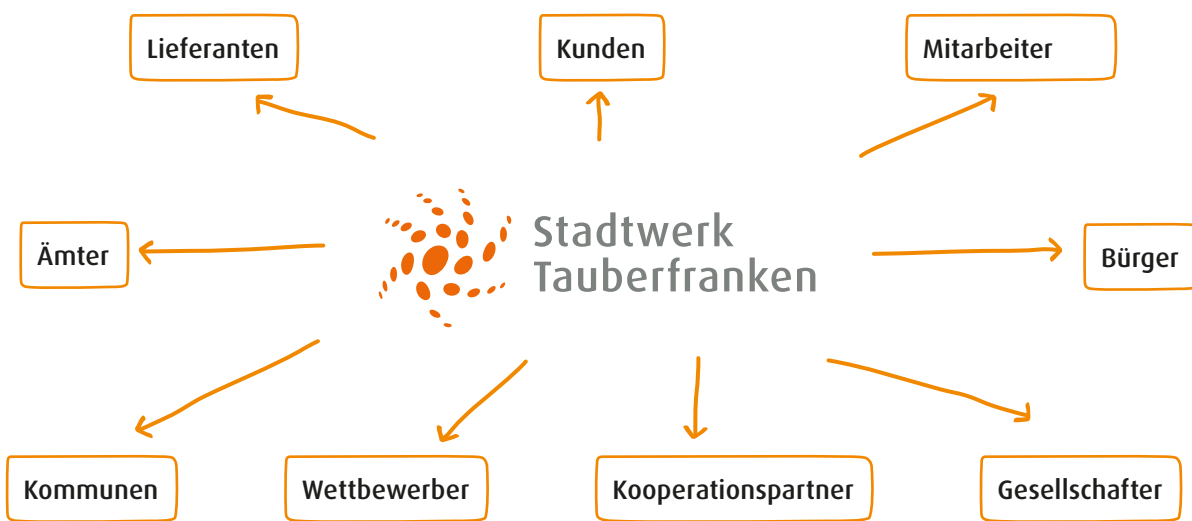 Lieferanten
Kunden
Mitarbeiter
Ämter
Stadtwerk
Tauberfranken
Bürger
Kommunen
Wettbewerber
Kooperationspartner
Gesellschafter